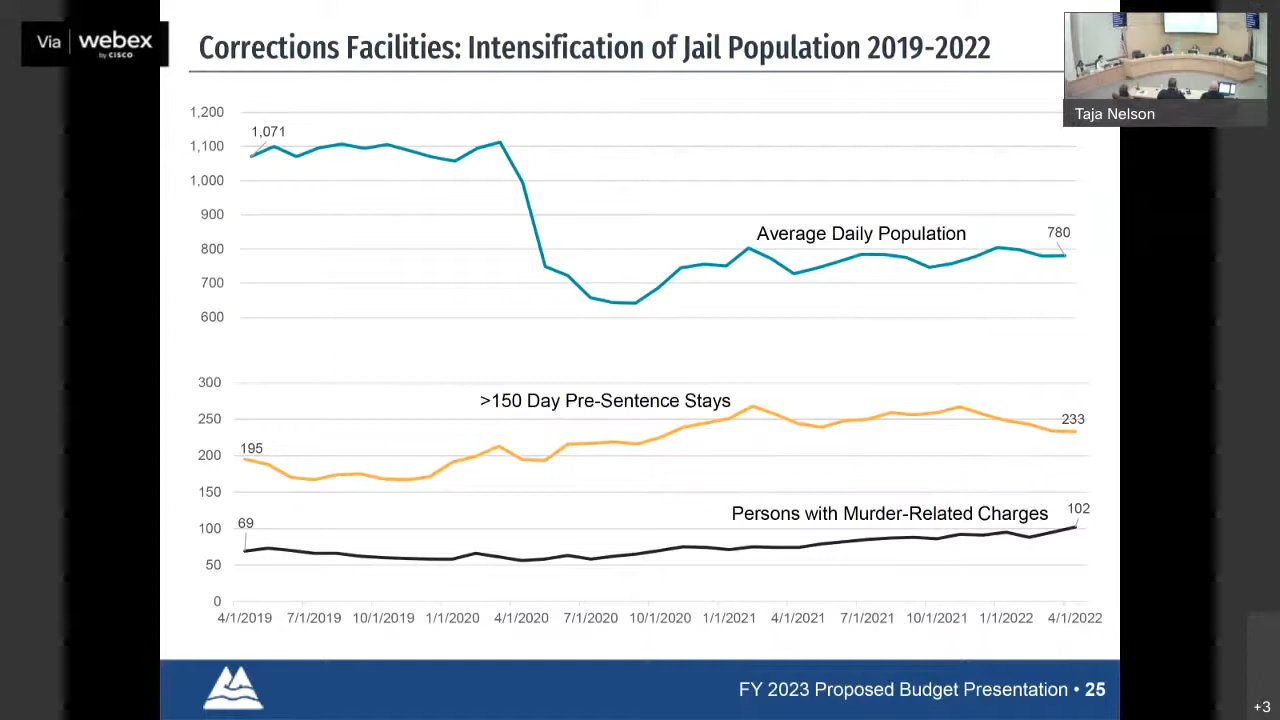 Via webex
by CISCO
Corrections Facilities: Intensification of Jail Population 2019-2022
Taja Nelson
1,200
1,100
1,000
900
800
700
600
1,071
Average Daily Population
780
300
250
200
150
100
50
0
>150 Day Pre-Sentence Stays
195
233
Persons with Murder-Related Charges
69
102
4/1/2019 7/1/2019 10/1/2019 1/1/2020 4/1/2020 7/1/2020 10/1/2020 1/1/2021 4/1/2021 7/1/2021 10/1/2021 1/1/2022 4/1/2022
FY 2023 Proposed Budget Presentation • 25
+3